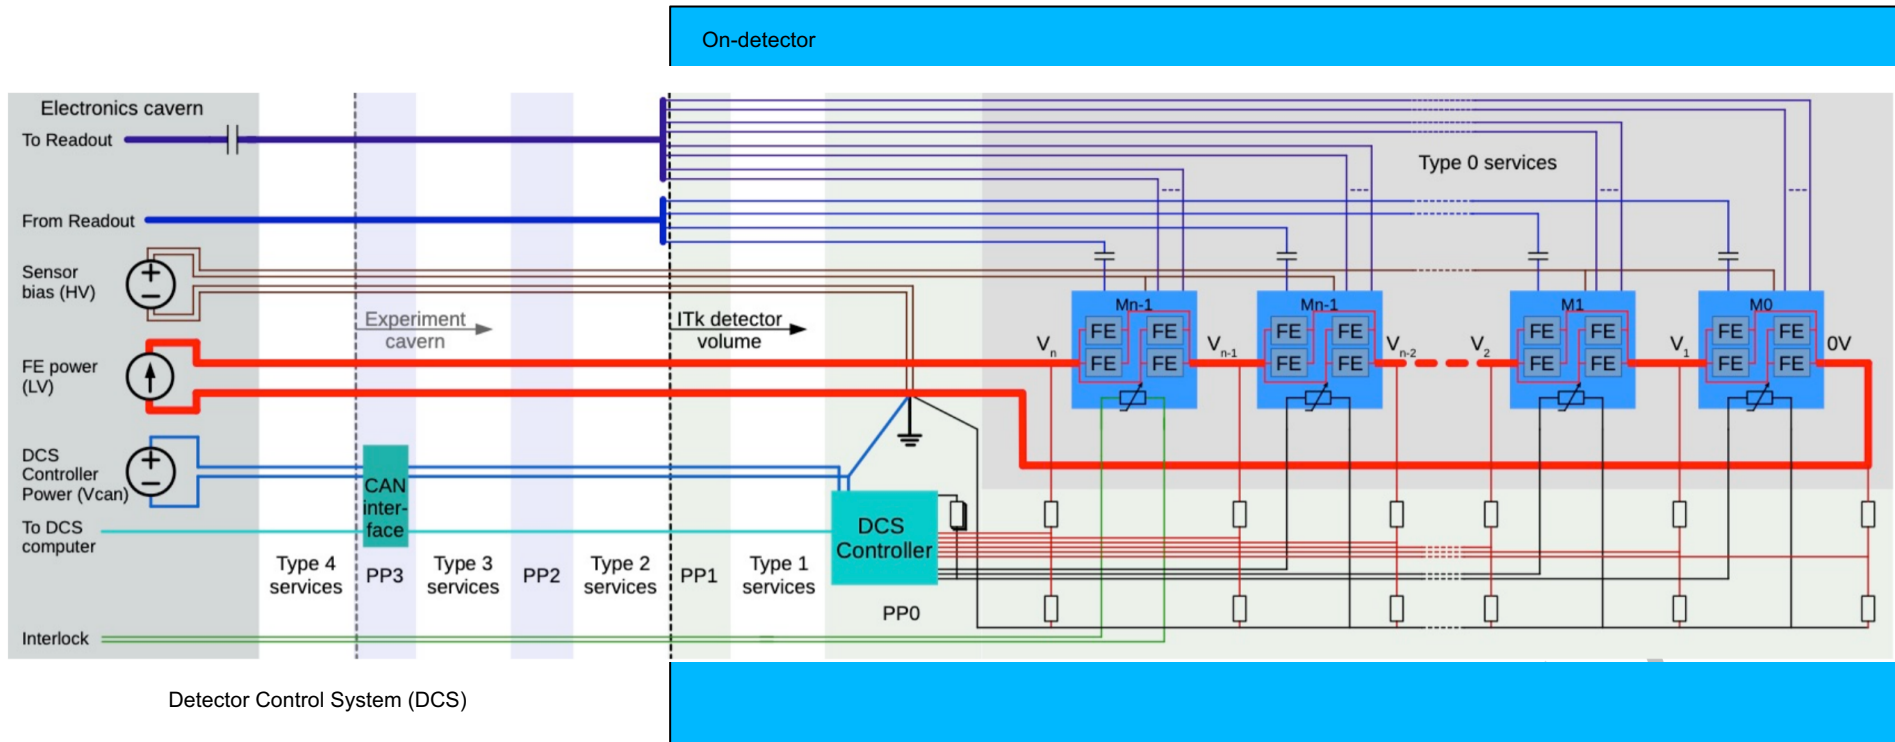 On-detector
Electronics cavern
To Readout
Type 0 services
From Readout
Sensor
bias (HV)
Mn-1
Mn-1
M1
M0
Experiment
cavern
ITk detector
volume
FE FE
FE FE
FE FE
FE FE
FE FE
FE FE
FE FE
FE FE
Vn
Vn-1
Vn-2
V2
V1
0V
FE power
(LV)
DCS
Controller
Power (Vcan)
CAN
inter-
face
To DCS
computer
DCS
Controller
Type 4
services
PP3
Type 3
services
PP2
Type 2
services
PP1
Type 1
services
PP0
Interlock
Detector Control System (DCS)